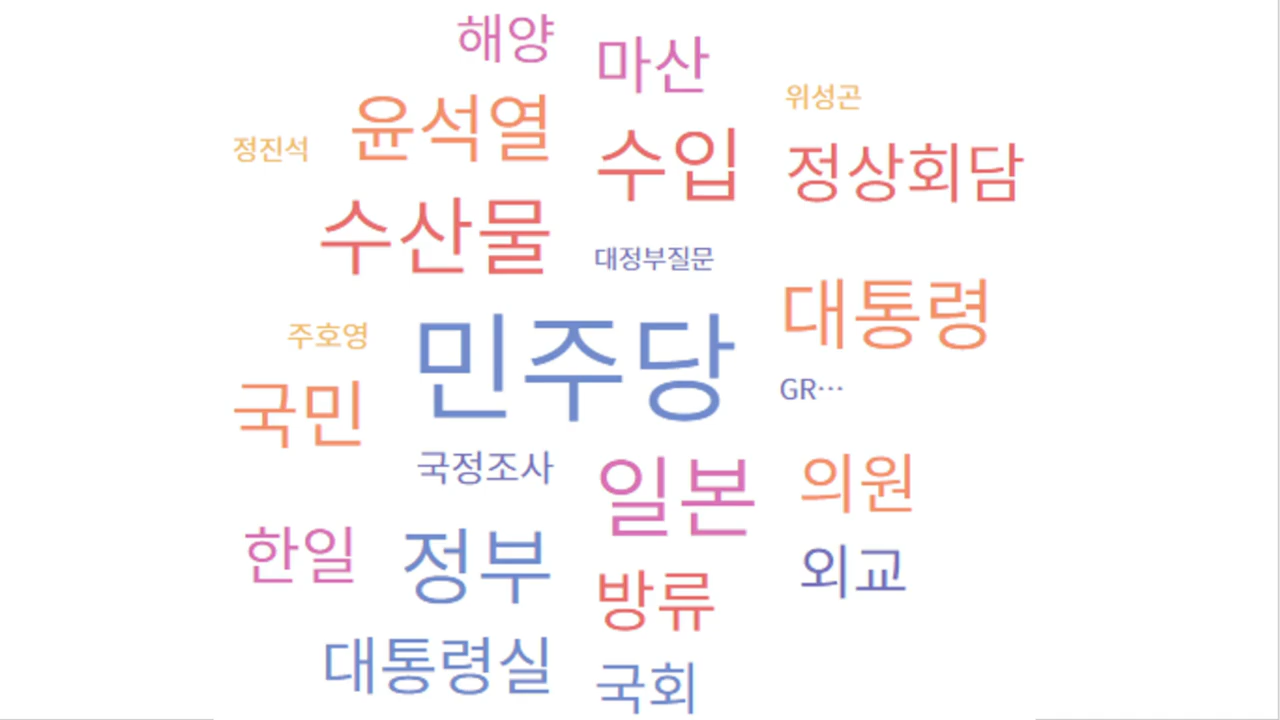 해양
마산
위성곤
정진석
윤석열
수입
정상회담
수산물
대정부질문
대통령
주호영
민주당
GR…
국민
국정조사
일본
의원
한일
정부
방류
외교
대통령실
국회